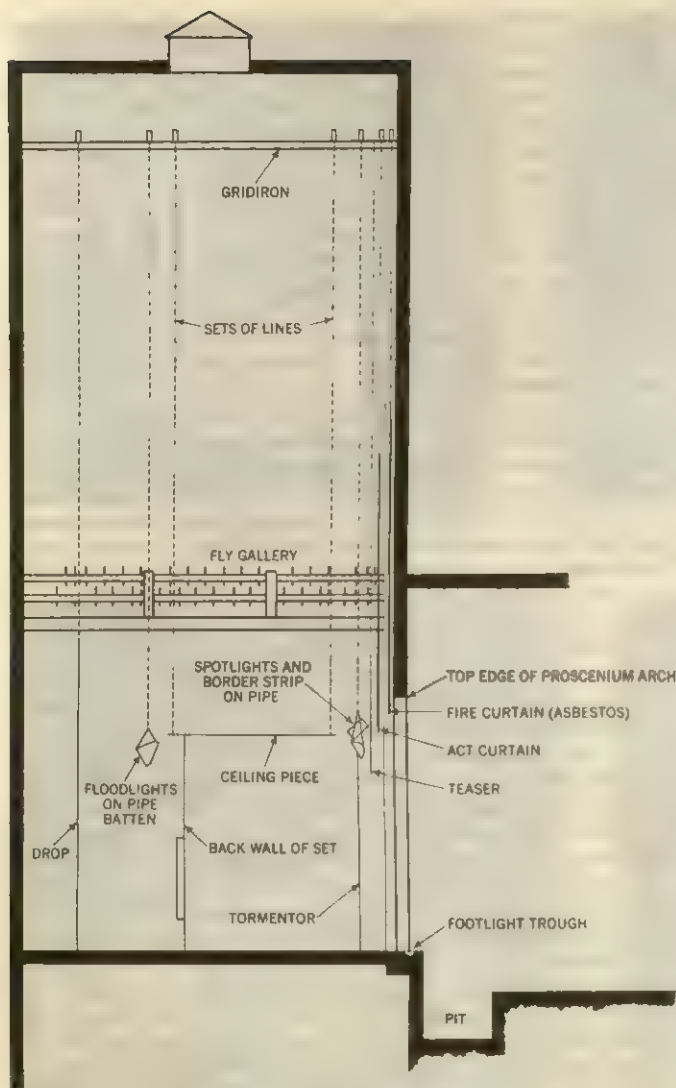 GRIDIRON
SETS OF LINES
FLY GALLERY
SPOTLIGHTS AND
BORDER STRIP
ON PIPE
TOP EDGE OF PROSCENIUM ARCH
FIRE CURTAIN (ASBESTOS)
ACT CURTAIN
TEASER
FLOODLIGHTS
ON PIPE
BATTEN
CEILING PIECE
DROP
BACK WALL OF SET
TORMENTOR
FOOTLIGHT TROUGH
PIT